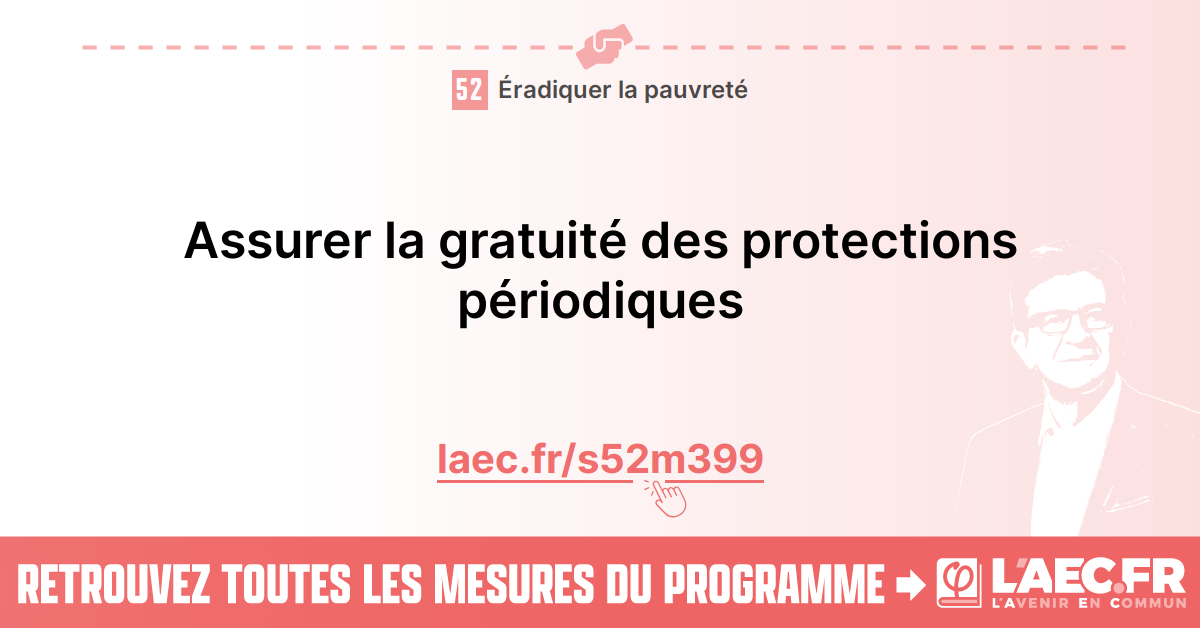 52 Éradiquer la pauvreté
Assurer la gratuité des protections
périodiques
laec.fr/s52m399
RETROUVEZ TOUTES LES MESURES DU PROGRAMME
L'AEC.FR
L'AVENIR EN COMMUN